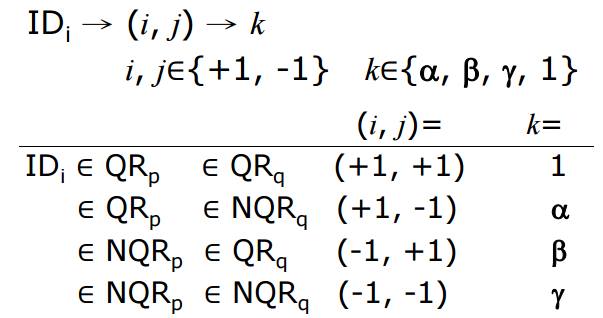 IDi → (i, j) → k
i, j∈{+1, -1} k∈{α, β, γ, 1}
(i, j)= k=
IDi ∈ QRp ∈ QRq (+1, +1) 1
∈ QRp ∈ NQRq (+1, -1) α
∈ NQRp ∈ QRq (-1, +1) β
∈ NQRp ∈ NQRq (-1, -1) γ